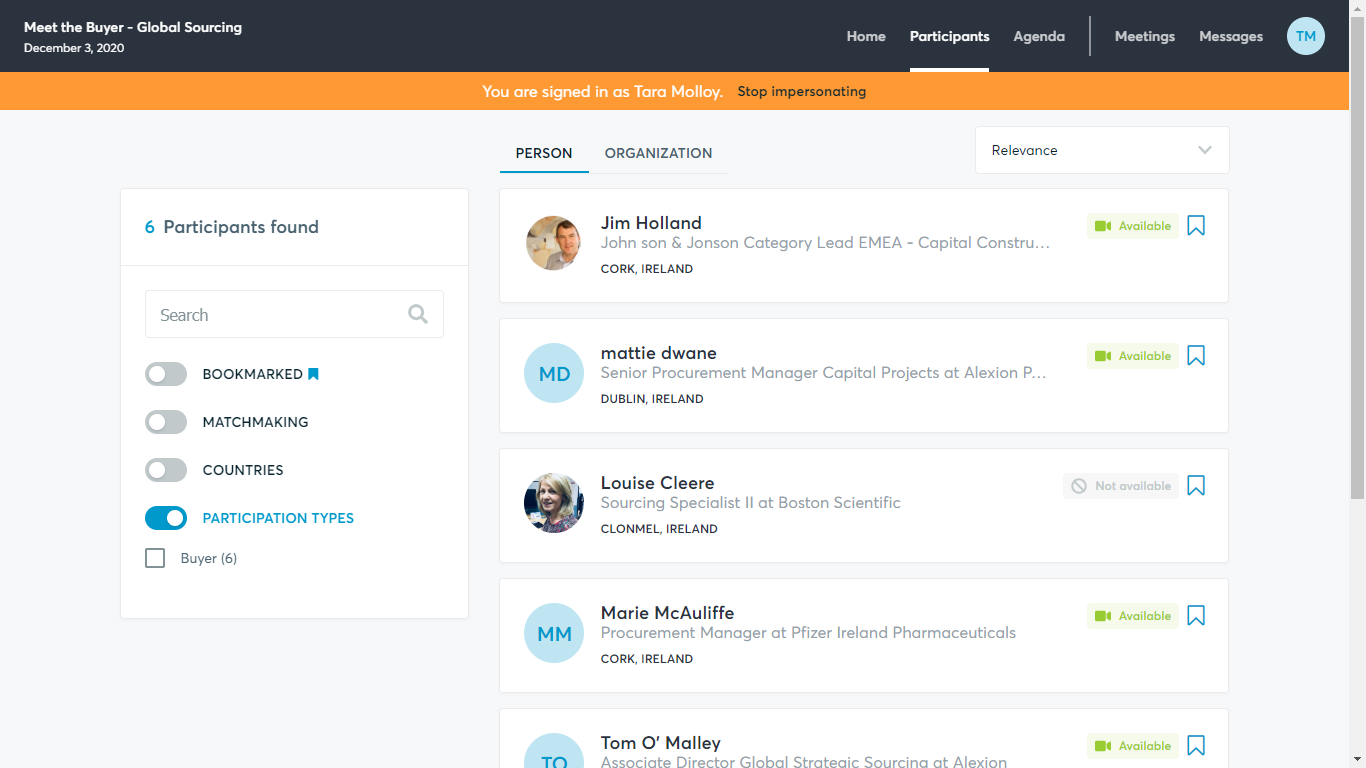 Meet the Buyer - Global Sourcing
December 3, 2020
Home Participants Agenda Meetings Messages TM
You are signed in as Tara Molloy. Stop impersonating
PERSON ORGANIZATION
Relevance
6 Participants found
Search
BOOKMARKED
MATCHMAKING
COUNTRIES
PARTICIPATION TYPES
Buyer (6)
Jim Holland
Available
John son & Jonson Category Lead EMEA - Capital Constru...
CORK, IRELAND
MD
mattie dwane
Available
Senior Procurement Manager Capital Projects at Alexion P...
DUBLIN, IRELAND
Louise Cleere
Not available
Sourcing Specialist II at Boston Scientific
CLONMEL, IRELAND
MM
Marie McAuliffe
Available
Procurement Manager at Pfizer Ireland Pharmaceuticals
CORK, IRELAND
TO
Tom O' Malley
Available
Associate Director Global Strategic Sourcing at Alexion